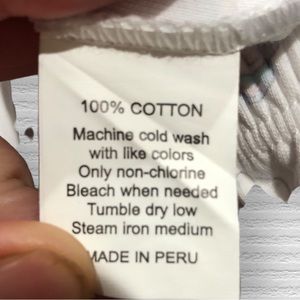 100% COTTON
Machine cold wash
with like colors
Only non-chlorine
Bleach when needed
Tumble dry low
Steam iron medium
MADE IN PERU